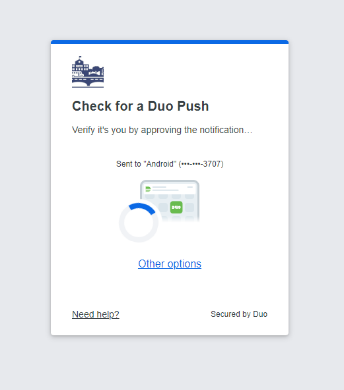 Check for a Duo Push
Verify it's you by approving the notification...
Sent to "Android" (•••-•••-3707)
Other options
Need help?
Secured by Duo